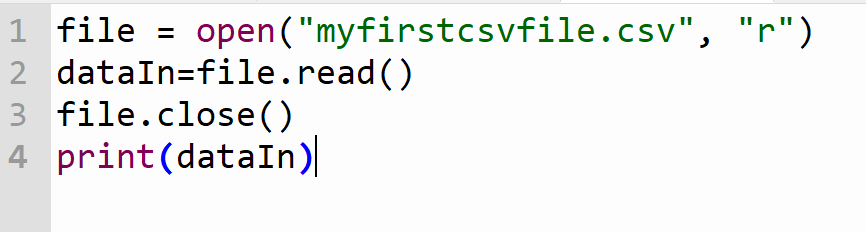 1 file = open("myfirstcsvfile.csv", "r")
2 dataIn=file.read()
3 file.close()
4 print(dataIn)